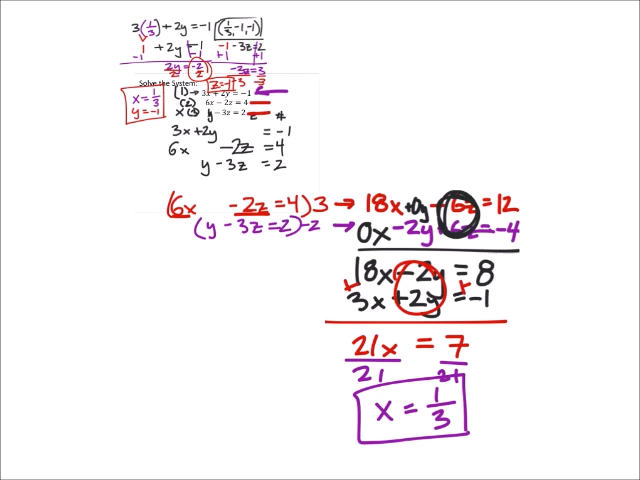 3(1/3) + 2y = -1 (1/3, -1, -1)
1 + 2y = -1 -1 - 3z = 2
-1 -1 +1 +1
2y/2 = -2/2 -3z/-3 = 3/-3
Solve the System: z = -1
x = 1/3 (1) → 3x + 2y = -1
y = -1 (2) 6x - 2z = 4
(3) y - 3z = 2
x y z #
3x + 2y = -1
6x -2z = 4
y - 3z = 2
(6x -2z = 4)3 → 18x + 0y - 6z = 12
(y - 3z = 2)-2 → 0x - 2y + 6z = -4
18x - 2y = 8
+ 3x + 2y = -1 +
21x = 7
21 21
x = 1/3